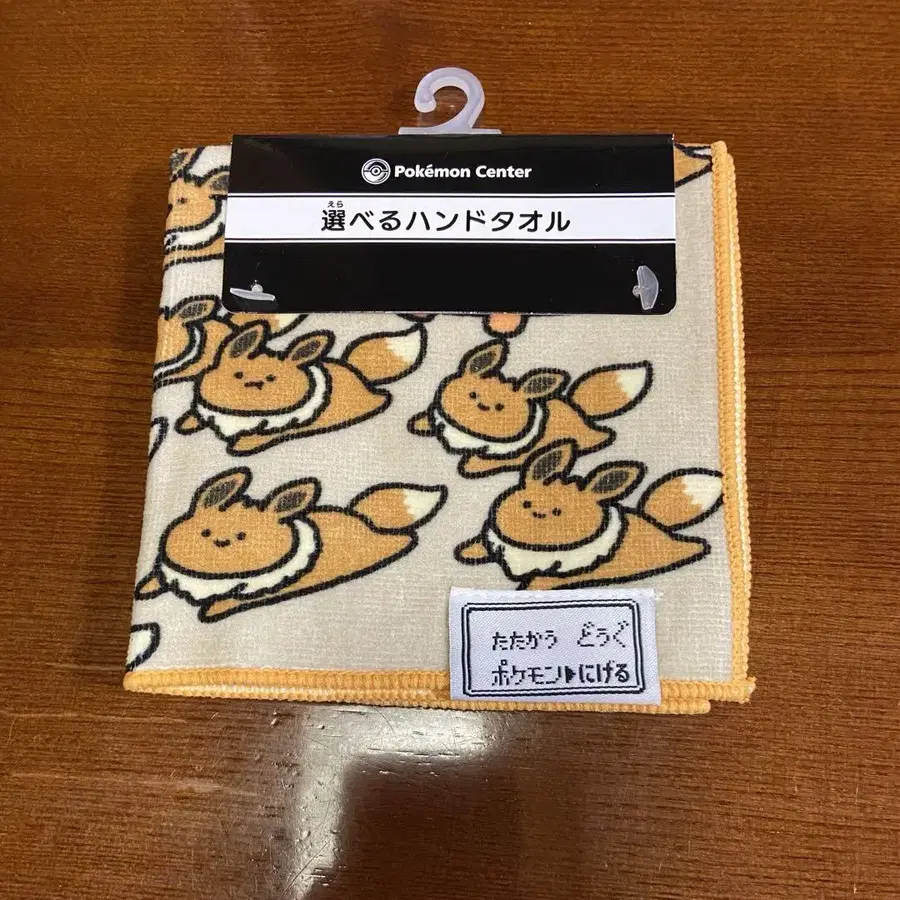 Pokémon Center
えら
選べるハンドタオル
たたかう どうぐ
ポケモン▶にげる